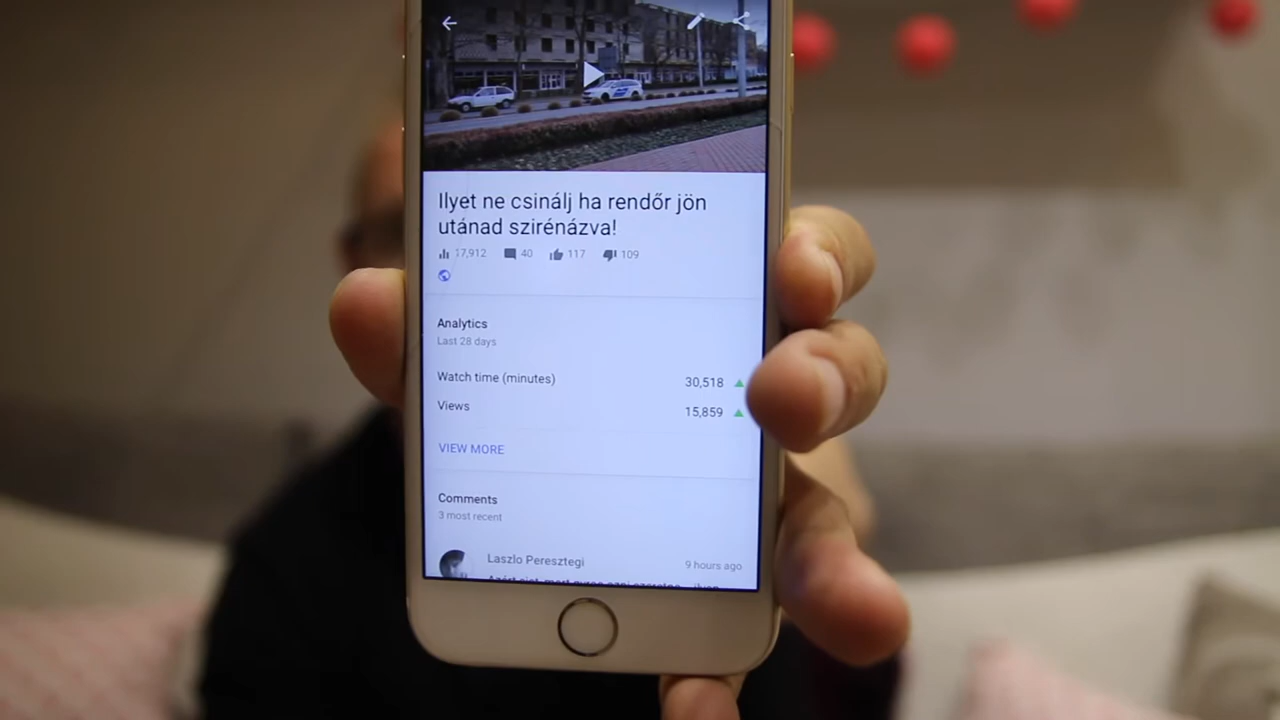 Ilyet ne csinálj ha rendőr jön
utánad szirénázva!
17,912 40 117 109
Analytics
Last 28 days
Watch time (minutes) 30,518
Views 15,859
VIEW MORE
Comments
3 most recent
Laszlo Peresztegi 9 hours ago